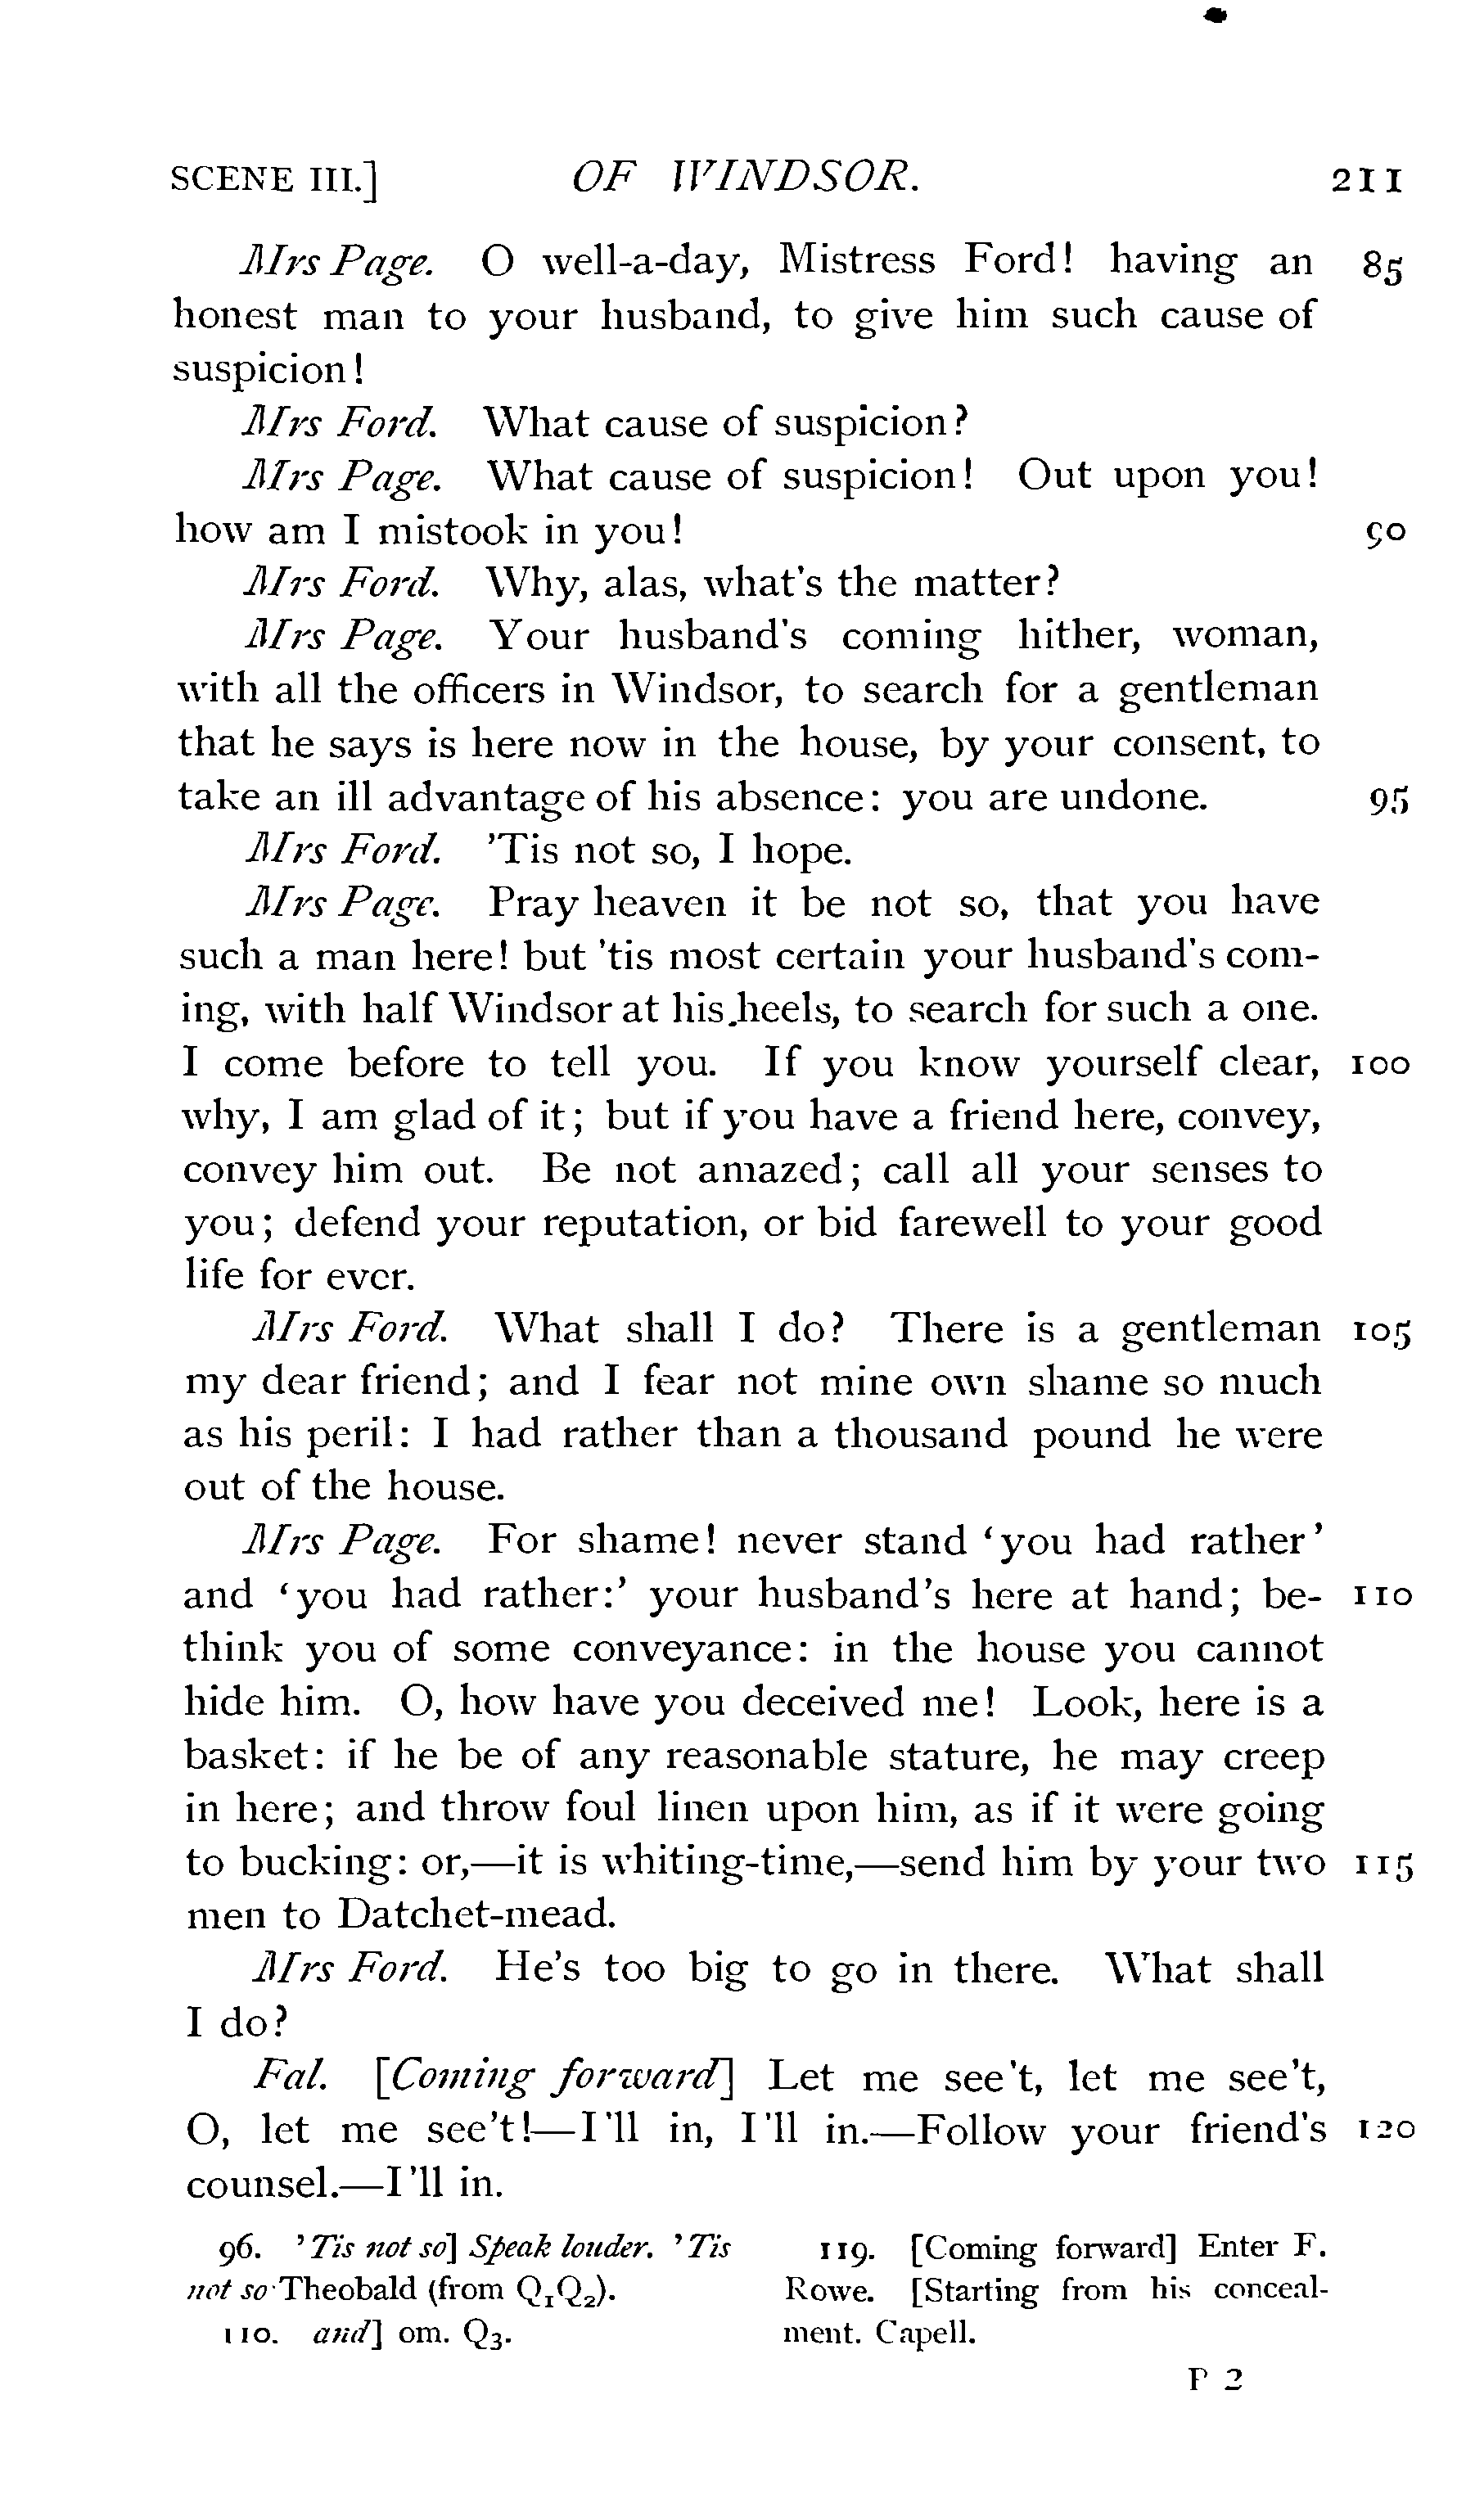 SCENE III.] OF WINDSOR. 211
Mrs Page. O well-a-day, Mistress Ford! having an 85
honest man to your husband, to give him such cause of
suspicion!
Mrs Ford. What cause of suspicion?
Mrs Page. What cause of suspicion! Out upon you!
how am I mistook in you! 90
Mrs Ford. Why, alas, what's the matter?
Mrs Page. Your husband's coming hither, woman,
with all the officers in Windsor, to search for a gentleman
that he says is here now in the house, by your consent, to
take an ill advantage of his absence: you are undone. 95
Mrs Ford. 'Tis not so, I hope.
Mrs Page. Pray heaven it be not so, that you have
such a man here! but 'tis most certain your husband's com-
ing, with half Windsor at his heels, to search for such a one.
I come before to tell you. If you know yourself clear, 100
why, I am glad of it; but if you have a friend here, convey,
convey him out. Be not amazed; call all your senses to
you; defend your reputation, or bid farewell to your good
life for ever.
Mrs Ford. What shall I do? There is a gentleman 105
my dear friend; and I fear not mine own shame so much
as his peril: I had rather than a thousand pound he were
out of the house.
Mrs Page. For shame! never stand 'you had rather'
and 'you had rather:' your husband's here at hand; be- 110
think you of some conveyance: in the house you cannot
hide him. O, how have you deceived me! Look, here is a
basket: if he be of any reasonable stature, he may creep
in here; and throw foul linen upon him, as if it were going
to bucking: or,—it is whiting-time,—send him by your two 115
men to Datchet-mead.
Mrs Ford. He's too big to go in there. What shall
I do?
Fal. [Coming forward] Let me see't, let me see't,
O, let me see't!—I'll in, I'll in.—Follow your friend's 120
counsel.—I'll in.
96. 'Tis not so] Speak louder. 'Tis
not so Theobald (from Q1Q2).
110. and] om. Q3.
119. [Coming forward] Enter F.
Rowe. [Starting from his conceal-
ment. Capell.
P 2